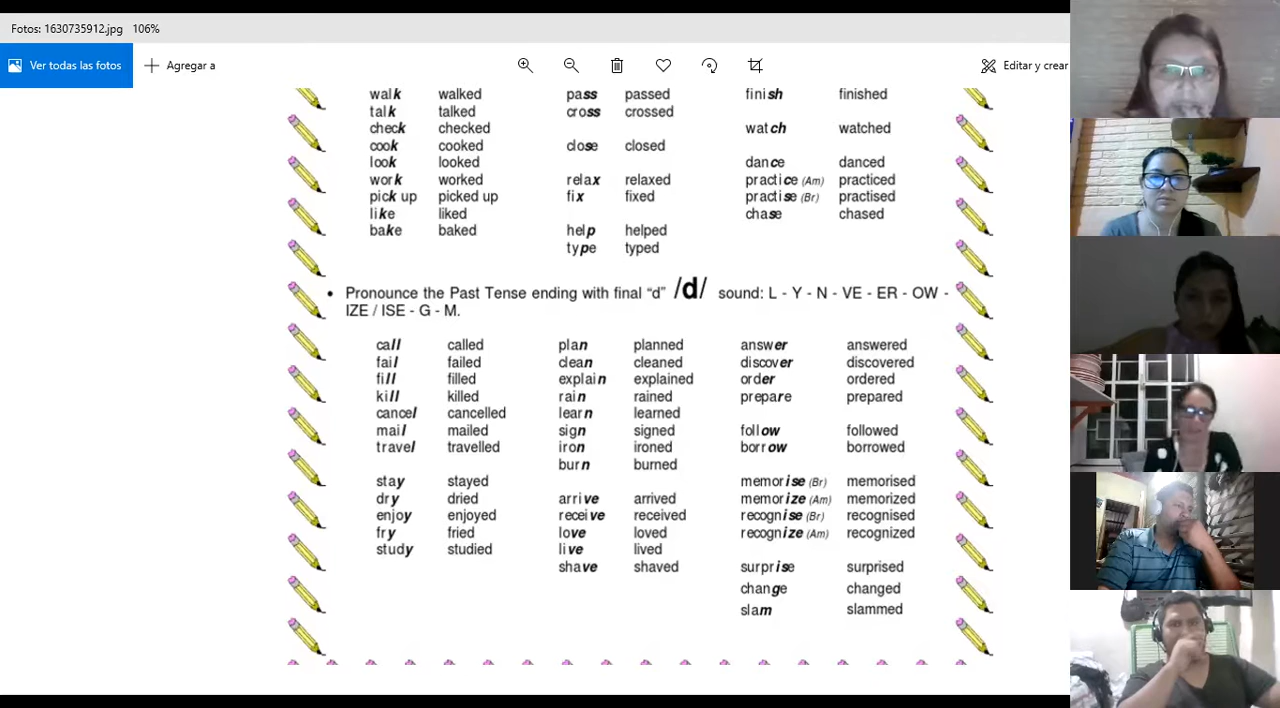 Fotos: 1630735912.jpg 106%
Ver todas las fotos
Agregar a
Editar y crear
walk walked pass passed finish finished
talk talked cross crossed
check checked watch watched
cook cooked close closed
look looked dance danced
work worked relax relaxed practice (Am) practiced
pick up picked up fix fixed practise (Br) practised
like liked chase chased
bake baked help helped
type typed
• Pronounce the Past Tense ending with final “d” /d/ sound: L - Y - N - VE - ER - OW -
IZE / ISE - G - M.
call called plan planned answer answered
fail failed clean cleaned discover discovered
fill filled explain explained order ordered
kill killed rain rained prepare prepared
cancel cancelled learn learned
mail mailed sign signed follow followed
travel travelled iron ironed borrow borrowed
burn burned
stay stayed memorise (Br) memorised
dry dried arrive arrived memorize (Am) memorized
enjoy enjoyed receive received recognise (Br) recognised
fry fried love loved recognize (Am) recognized
study studied live lived
shave shaved surprise surprised
change changed
slam slammed